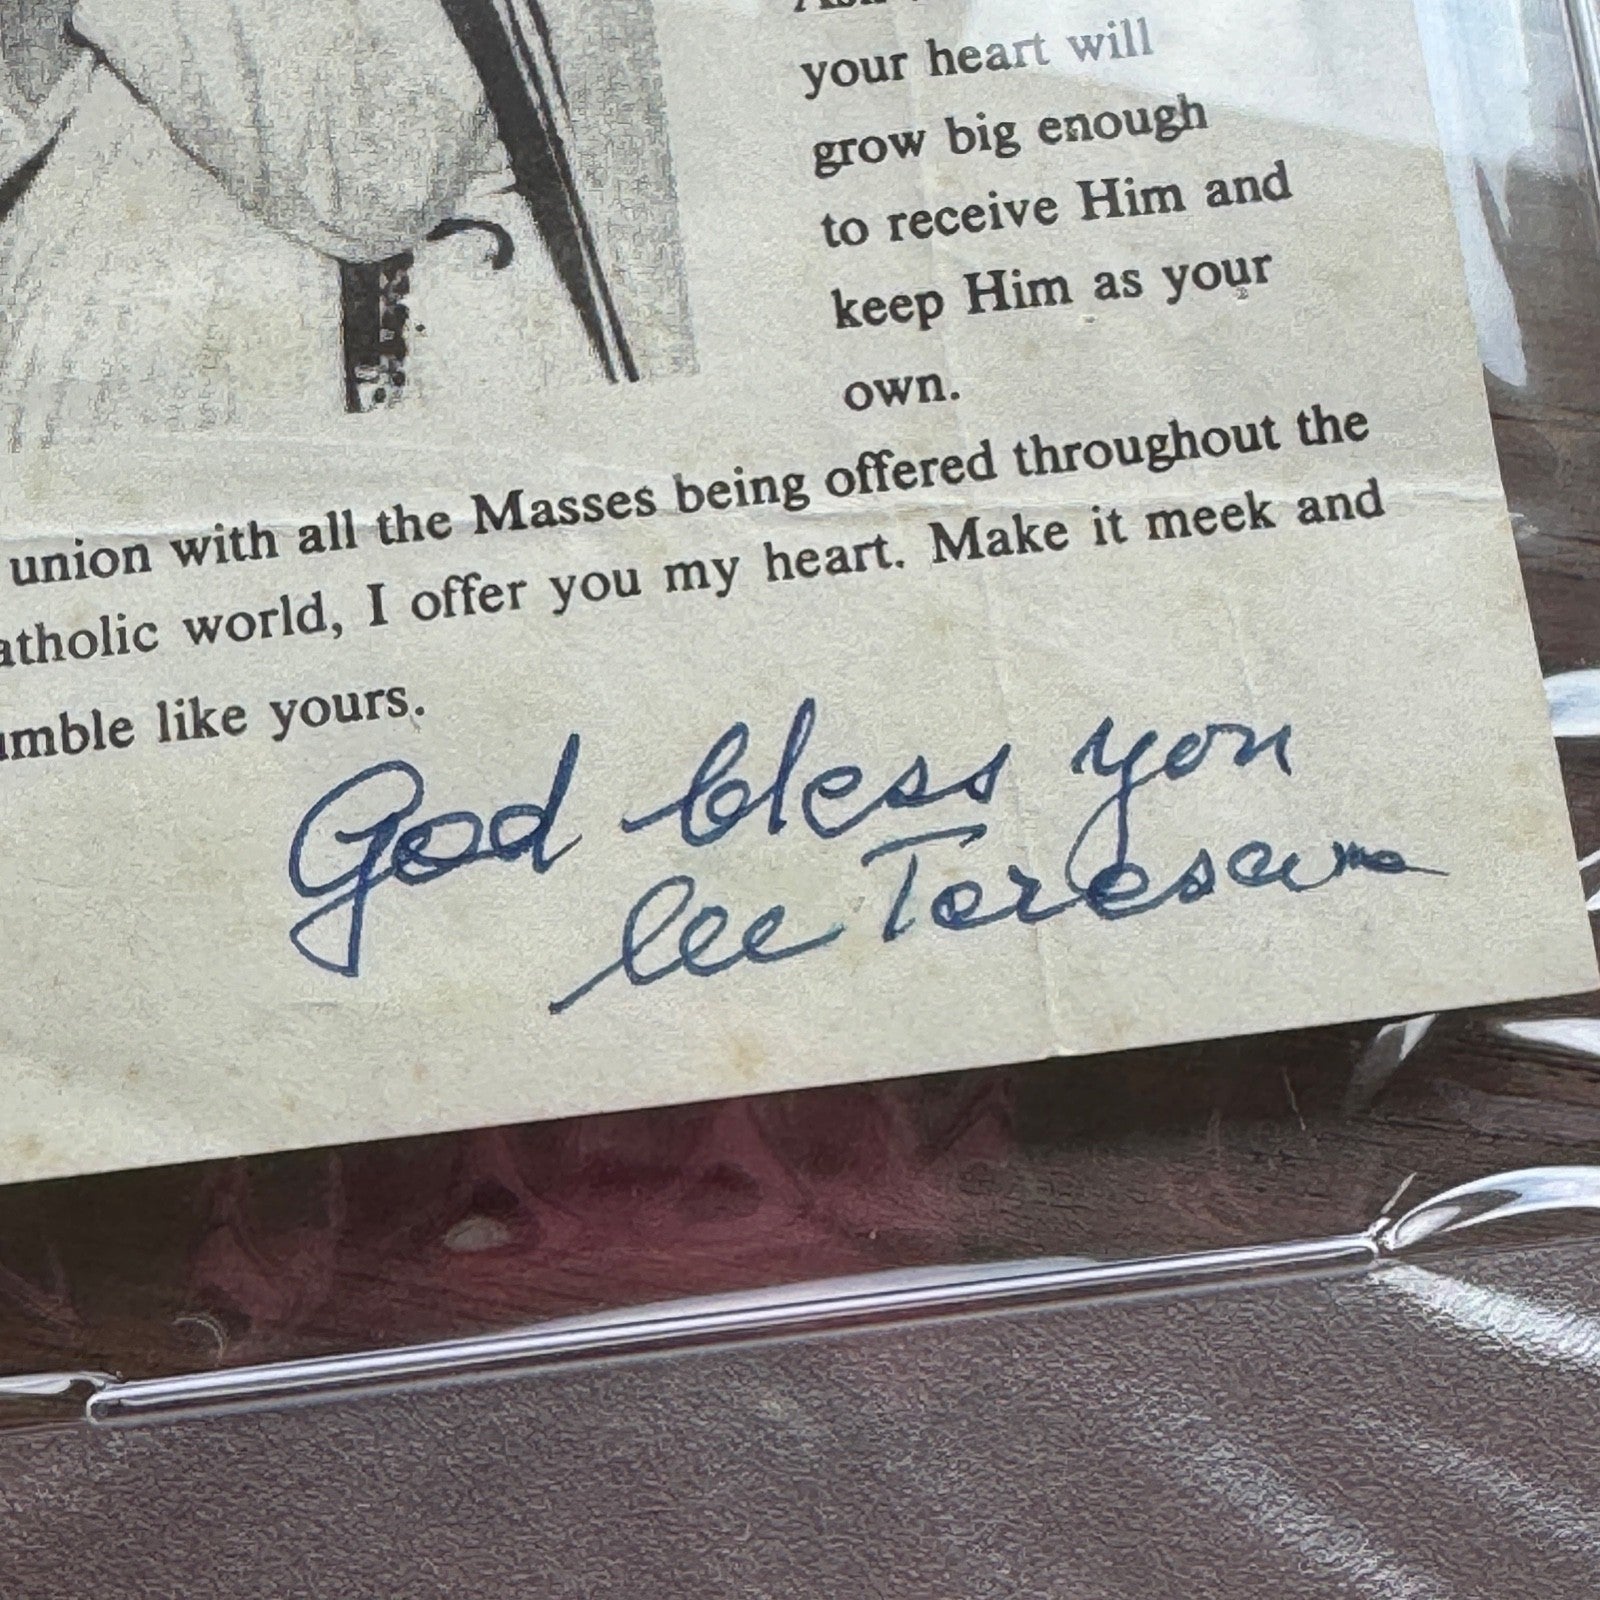 your heart will
grow big enough
to receive Him and
keep Him as your
own.
union with all the Masses being offered throughout the
atholic world, I offer you my heart. Make it meek and
umble like yours.
God bless you
lee Teresa mc